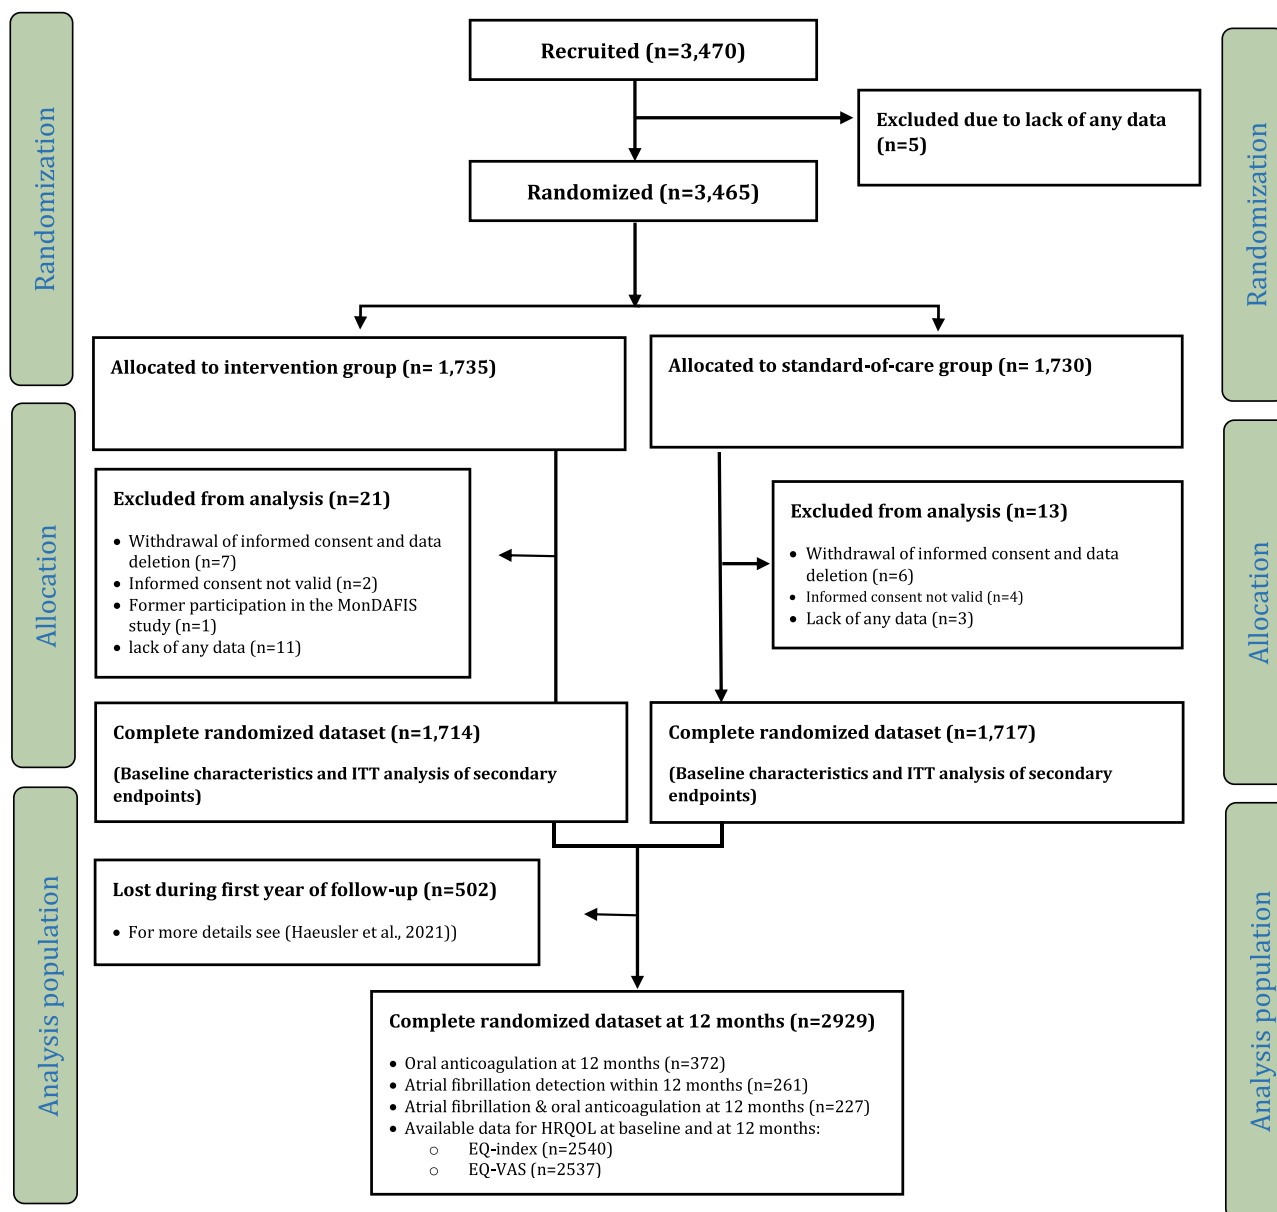 Randomization
Recruited (n=3,470)
Randomization
Excluded due to lack of any data
(n=5)
Randomized (n=3,465)
Allocated to intervention group (n= 1,735)
Allocated to standard-of-care group (n= 1,730)
Allocation
Allocation
Excluded from analysis (n=21)
• Withdrawal of informed consent and data
deletion (n=7)
• Informed consent not valid (n=2)
• Former participation in the MonDAFIS
study (n=1)
• lack of any data (n=11)
Excluded from analysis (n=13)
• Withdrawal of informed consent and data
deletion (n=6)
• Informed consent not valid (n=4)
• Lack of any data (n=3)
Complete randomized dataset (n=1,714)
(Baseline characteristics and ITT analysis of secondary
endpoints)
Complete randomized dataset (n=1,717)
(Baseline characteristics and ITT analysis of secondary
endpoints)
Analysis population
Analysis population
Lost during first year of follow-up (n=502)
• For more details see (Haeusler et al., 2021))
Complete randomized dataset at 12 months (n=2929)
• Oral anticoagulation at 12 months (n=372)
• Atrial fibrillation detection within 12 months (n=261)
• Atrial fibrillation & oral anticoagulation at 12 months (n=227)
• Available data for HRQOL at baseline and at 12 months:
o EQ-index (n=2540)
o EQ-VAS (n=2537)